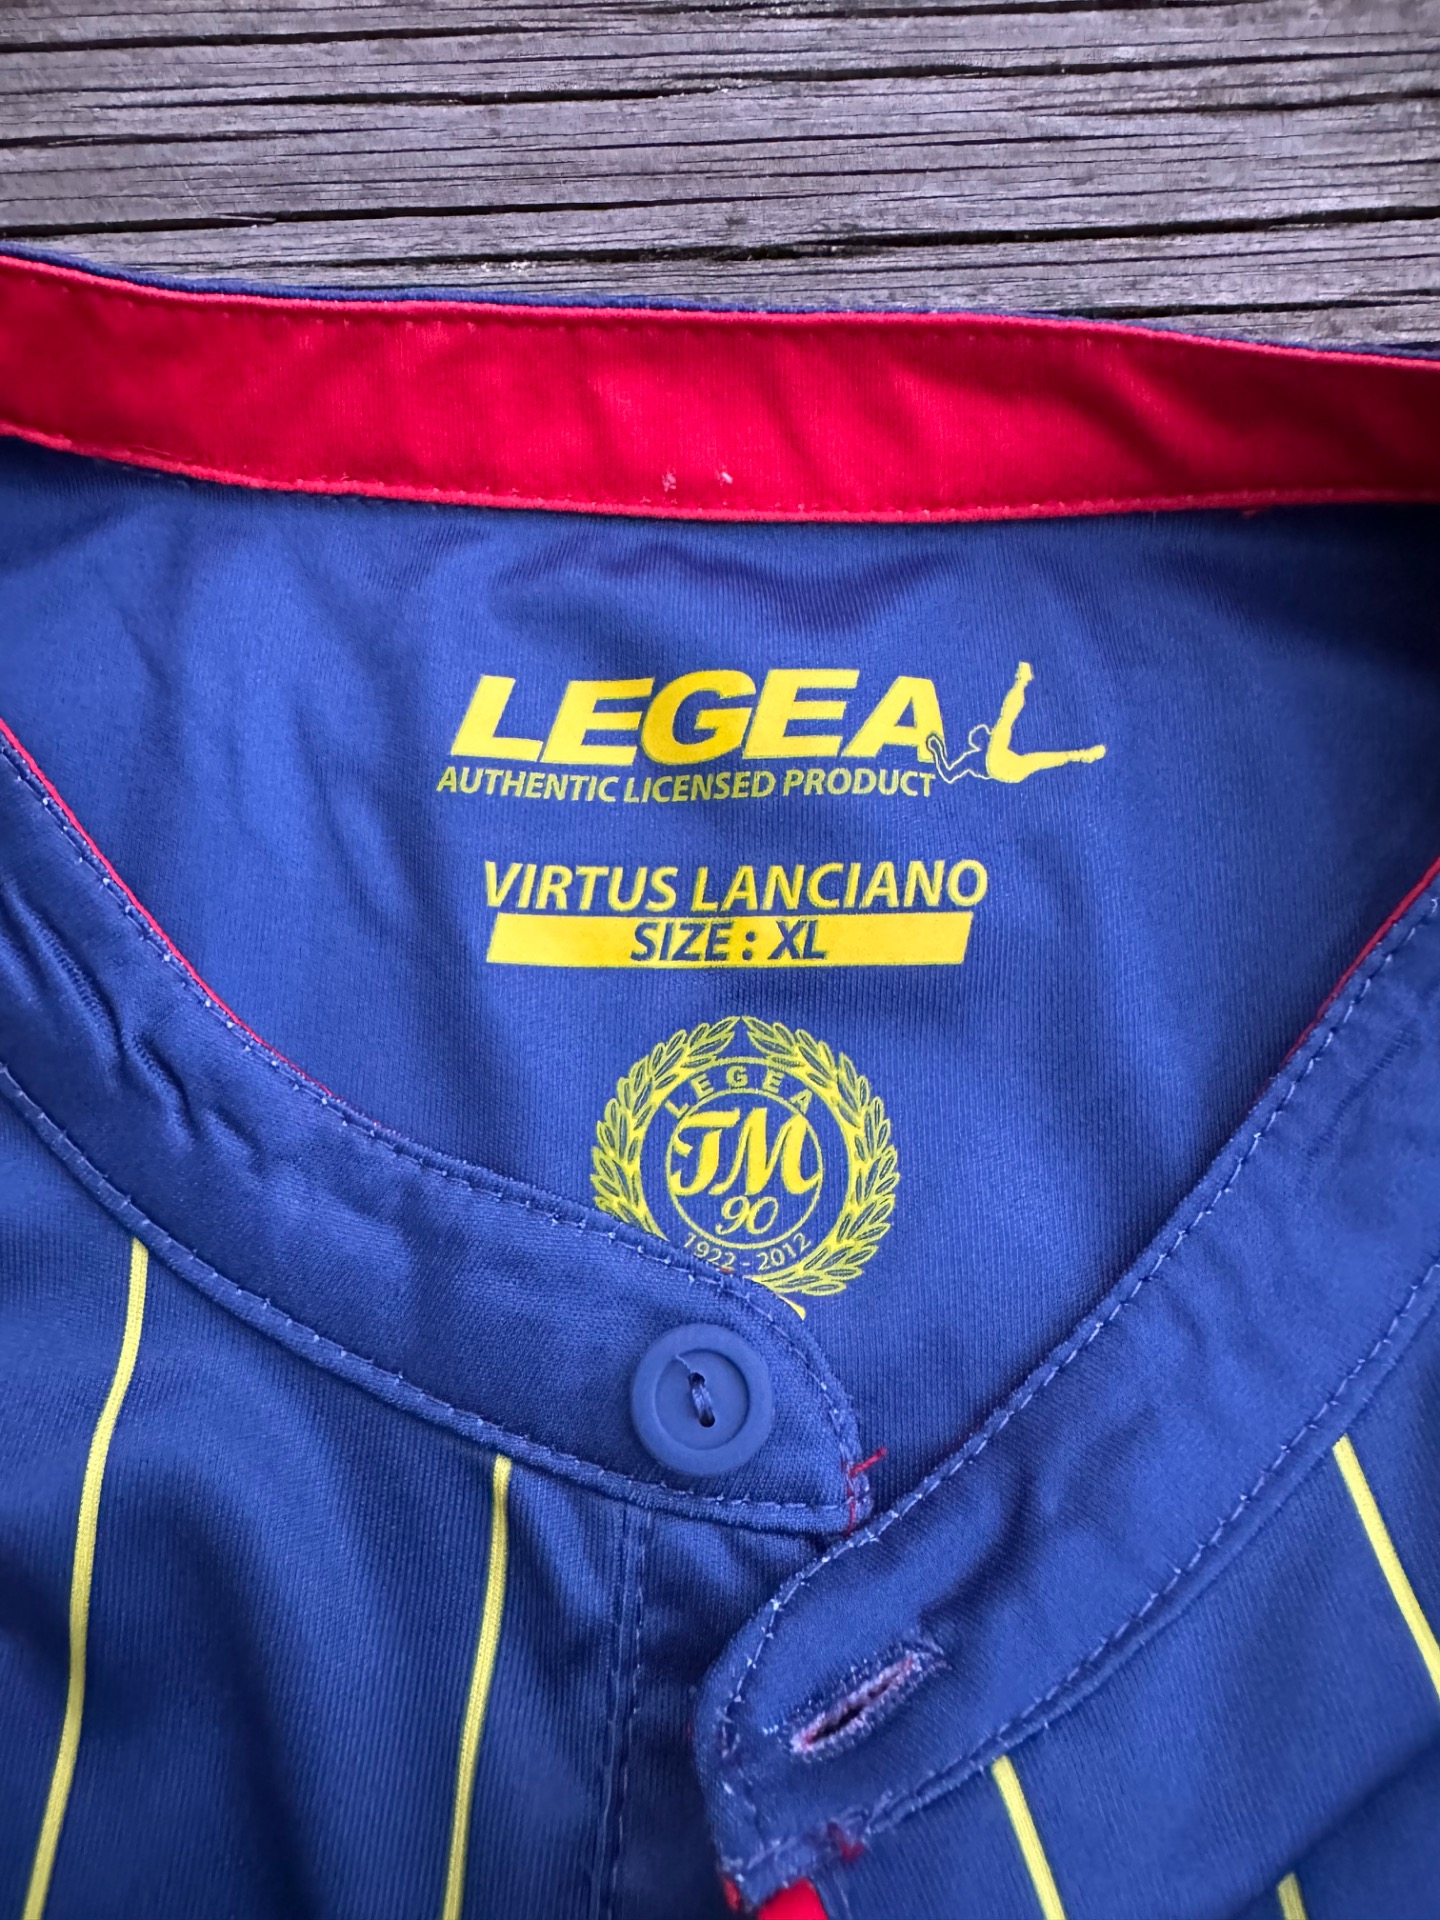 LEGEA
AUTHENTIC LICENSED PRODUCT
VIRTUS LANCIANO
SIZE : XL
LEGEA
TM
90
1922 - 2012